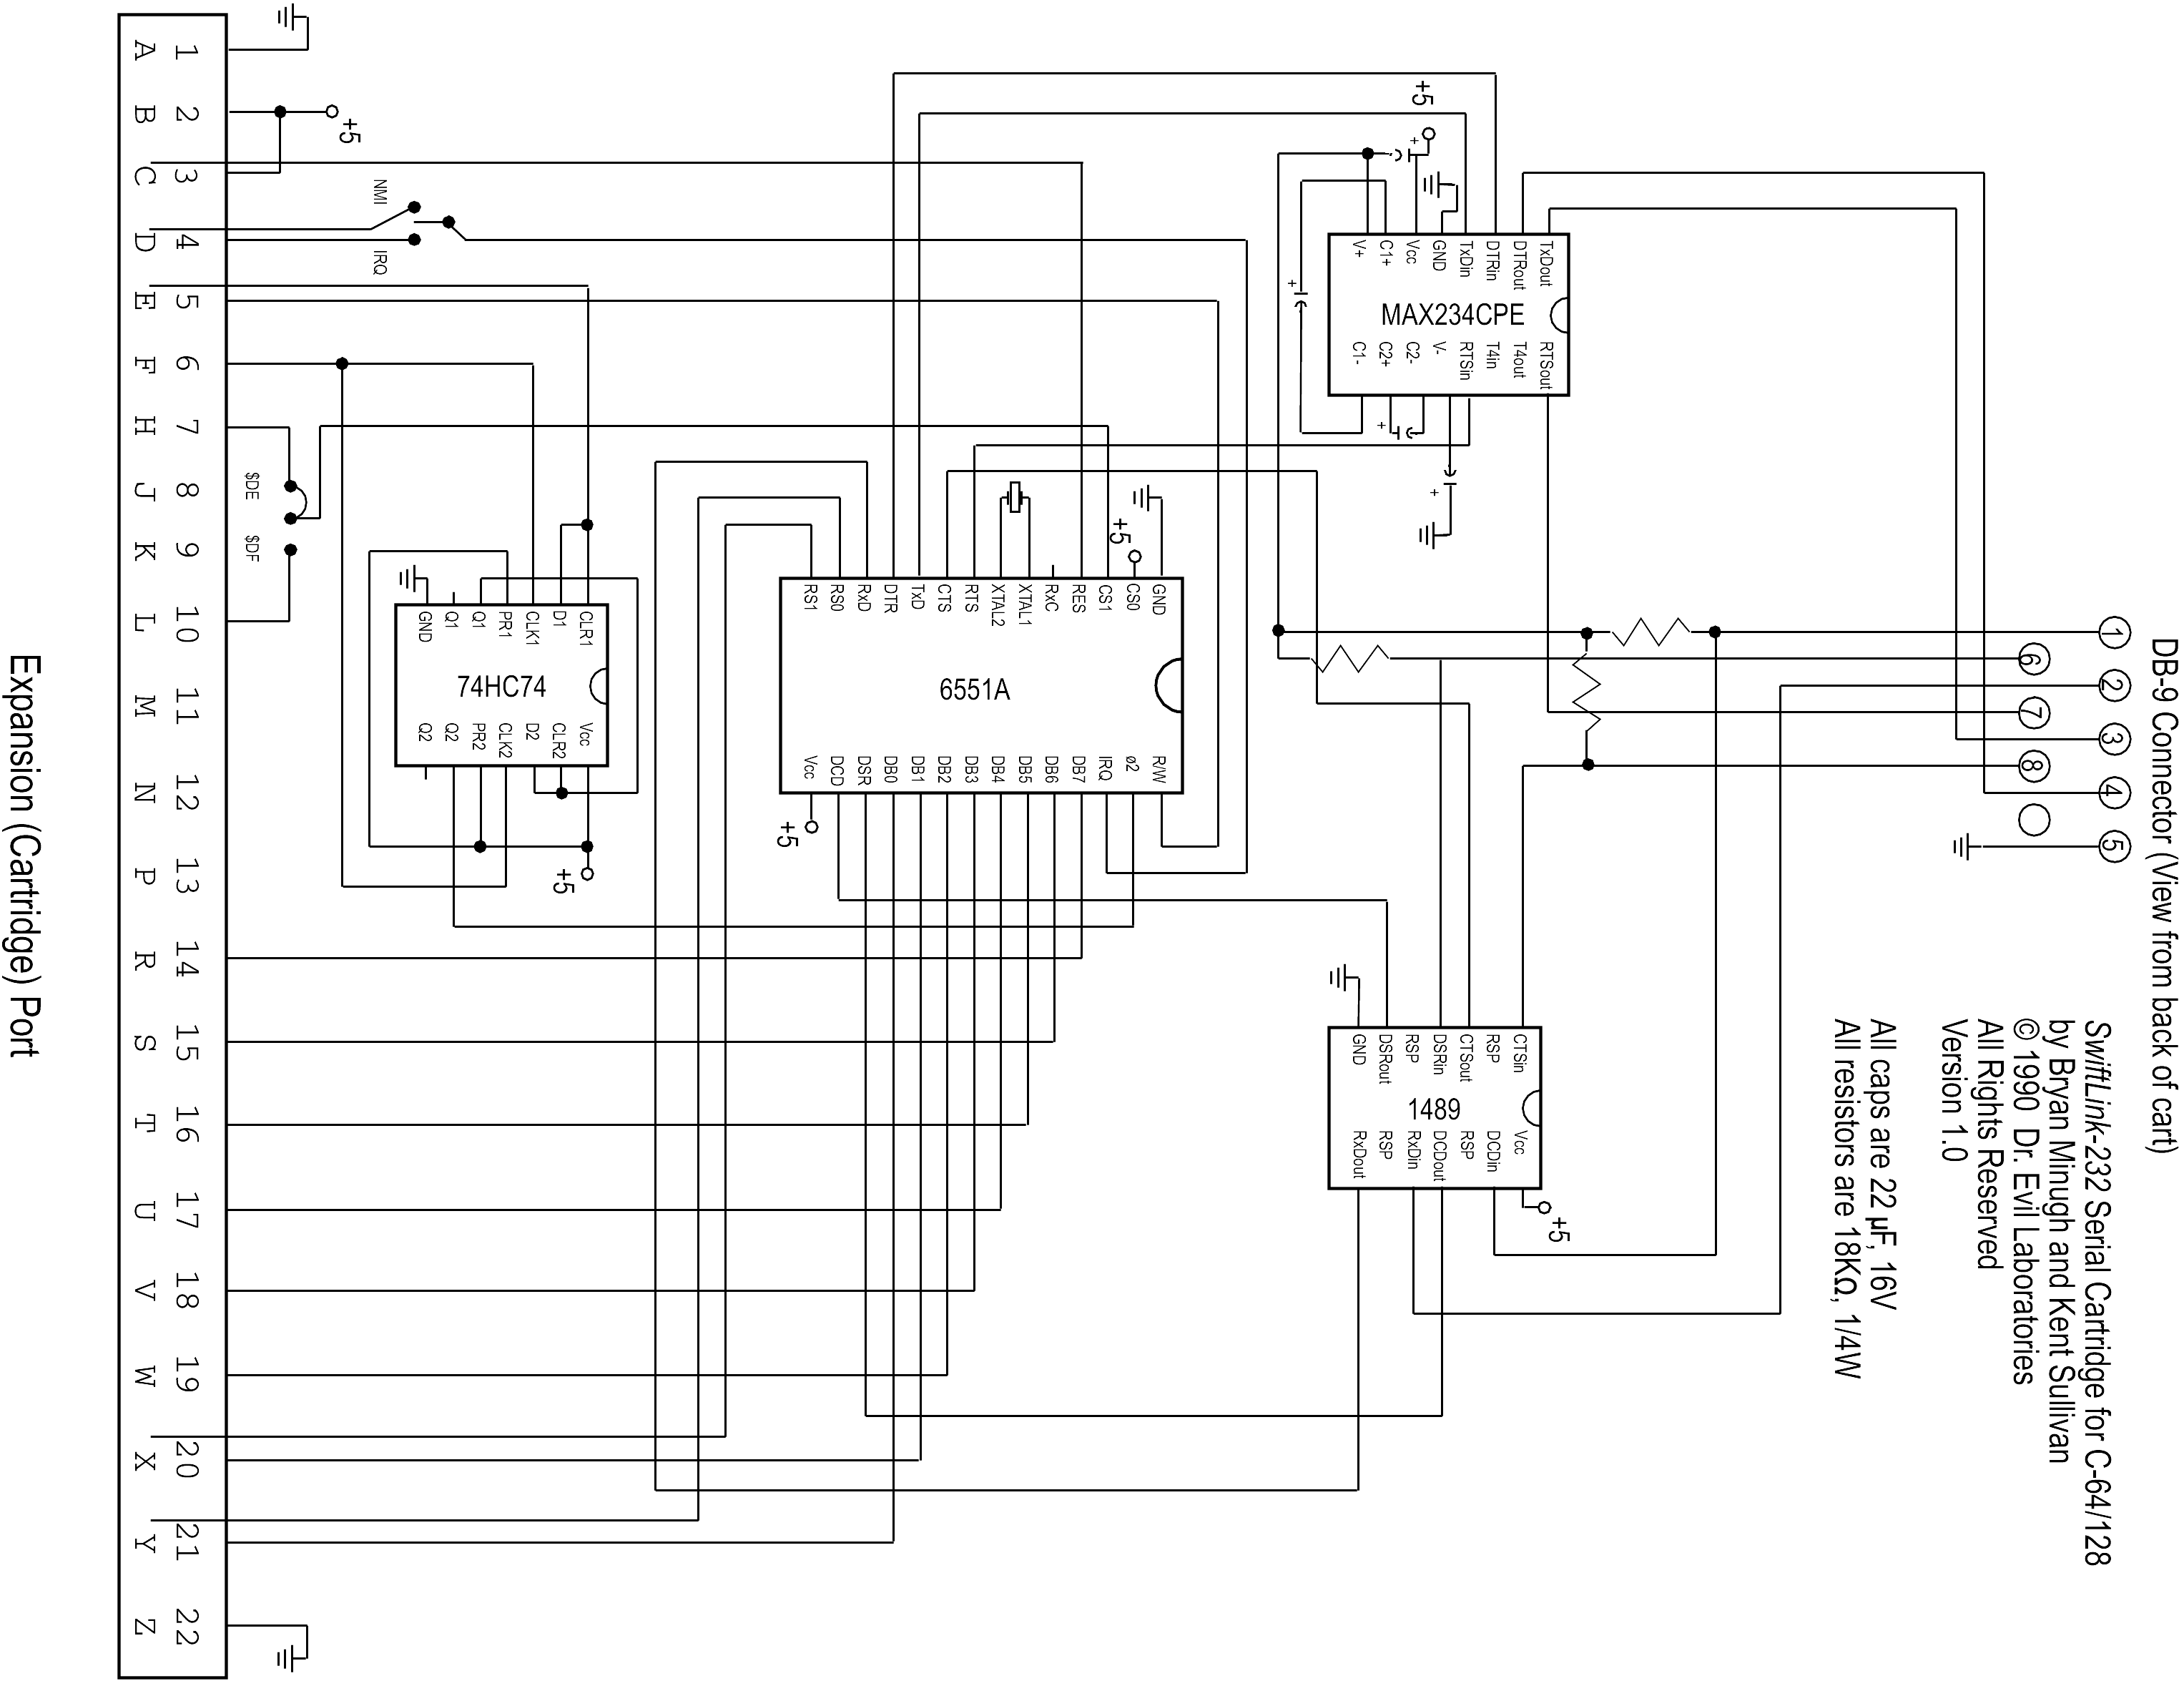 DB-9 Connector (View from back of cart)
1
6
2
7
3
8
4
5
SwiftLink-232 Serial Cartridge for C-64/128
by Bryan Minugh and Kent Sullivan
© 1990 Dr. Evil Laboratories
All Rights Reserved
Version 1.0
All caps are 22 µF, 16V
All resistors are 18KΩ, 1/4W
MAX234CPE
TxDout
DTRout
DTRin
TxDin
GND
Vcc
C1+
V+
RTSout
T4out
T4in
RTSin
V-
C2-
C2+
C1-
+5
+
+
+
+
1489
CTSin
RSP
CTSout
DSRin
RSP
DSRout
GND
Vcc
DCDin
RSP
DCDout
RxDin
RSP
RxDout
+5
6551A
GND
CS0
CS1
RES
RxC
XTAL1
XTAL2
RTS
CTS
TxD
DTR
RxD
RS0
RS1
R/W
ø2
IRQ
DB7
DB6
DB5
DB4
DB3
DB2
DB1
DB0
DSR
DCD
Vcc
+5
+5
74HC74
CLR1
D1
CLK1
PR1
Q1
Q1
GND
Vcc
CLR2
D2
CLK2
PR2
Q2
Q2
+5
NMI
IRQ
+5
$DE
$DF
1 2 3 4 5 6 7 8 9 10 11 12 13 14 15 16 17 18 19 20 21 22
A B C D E F H J K L M N P R S T U V W X Y Z
Expansion (Cartridge) Port